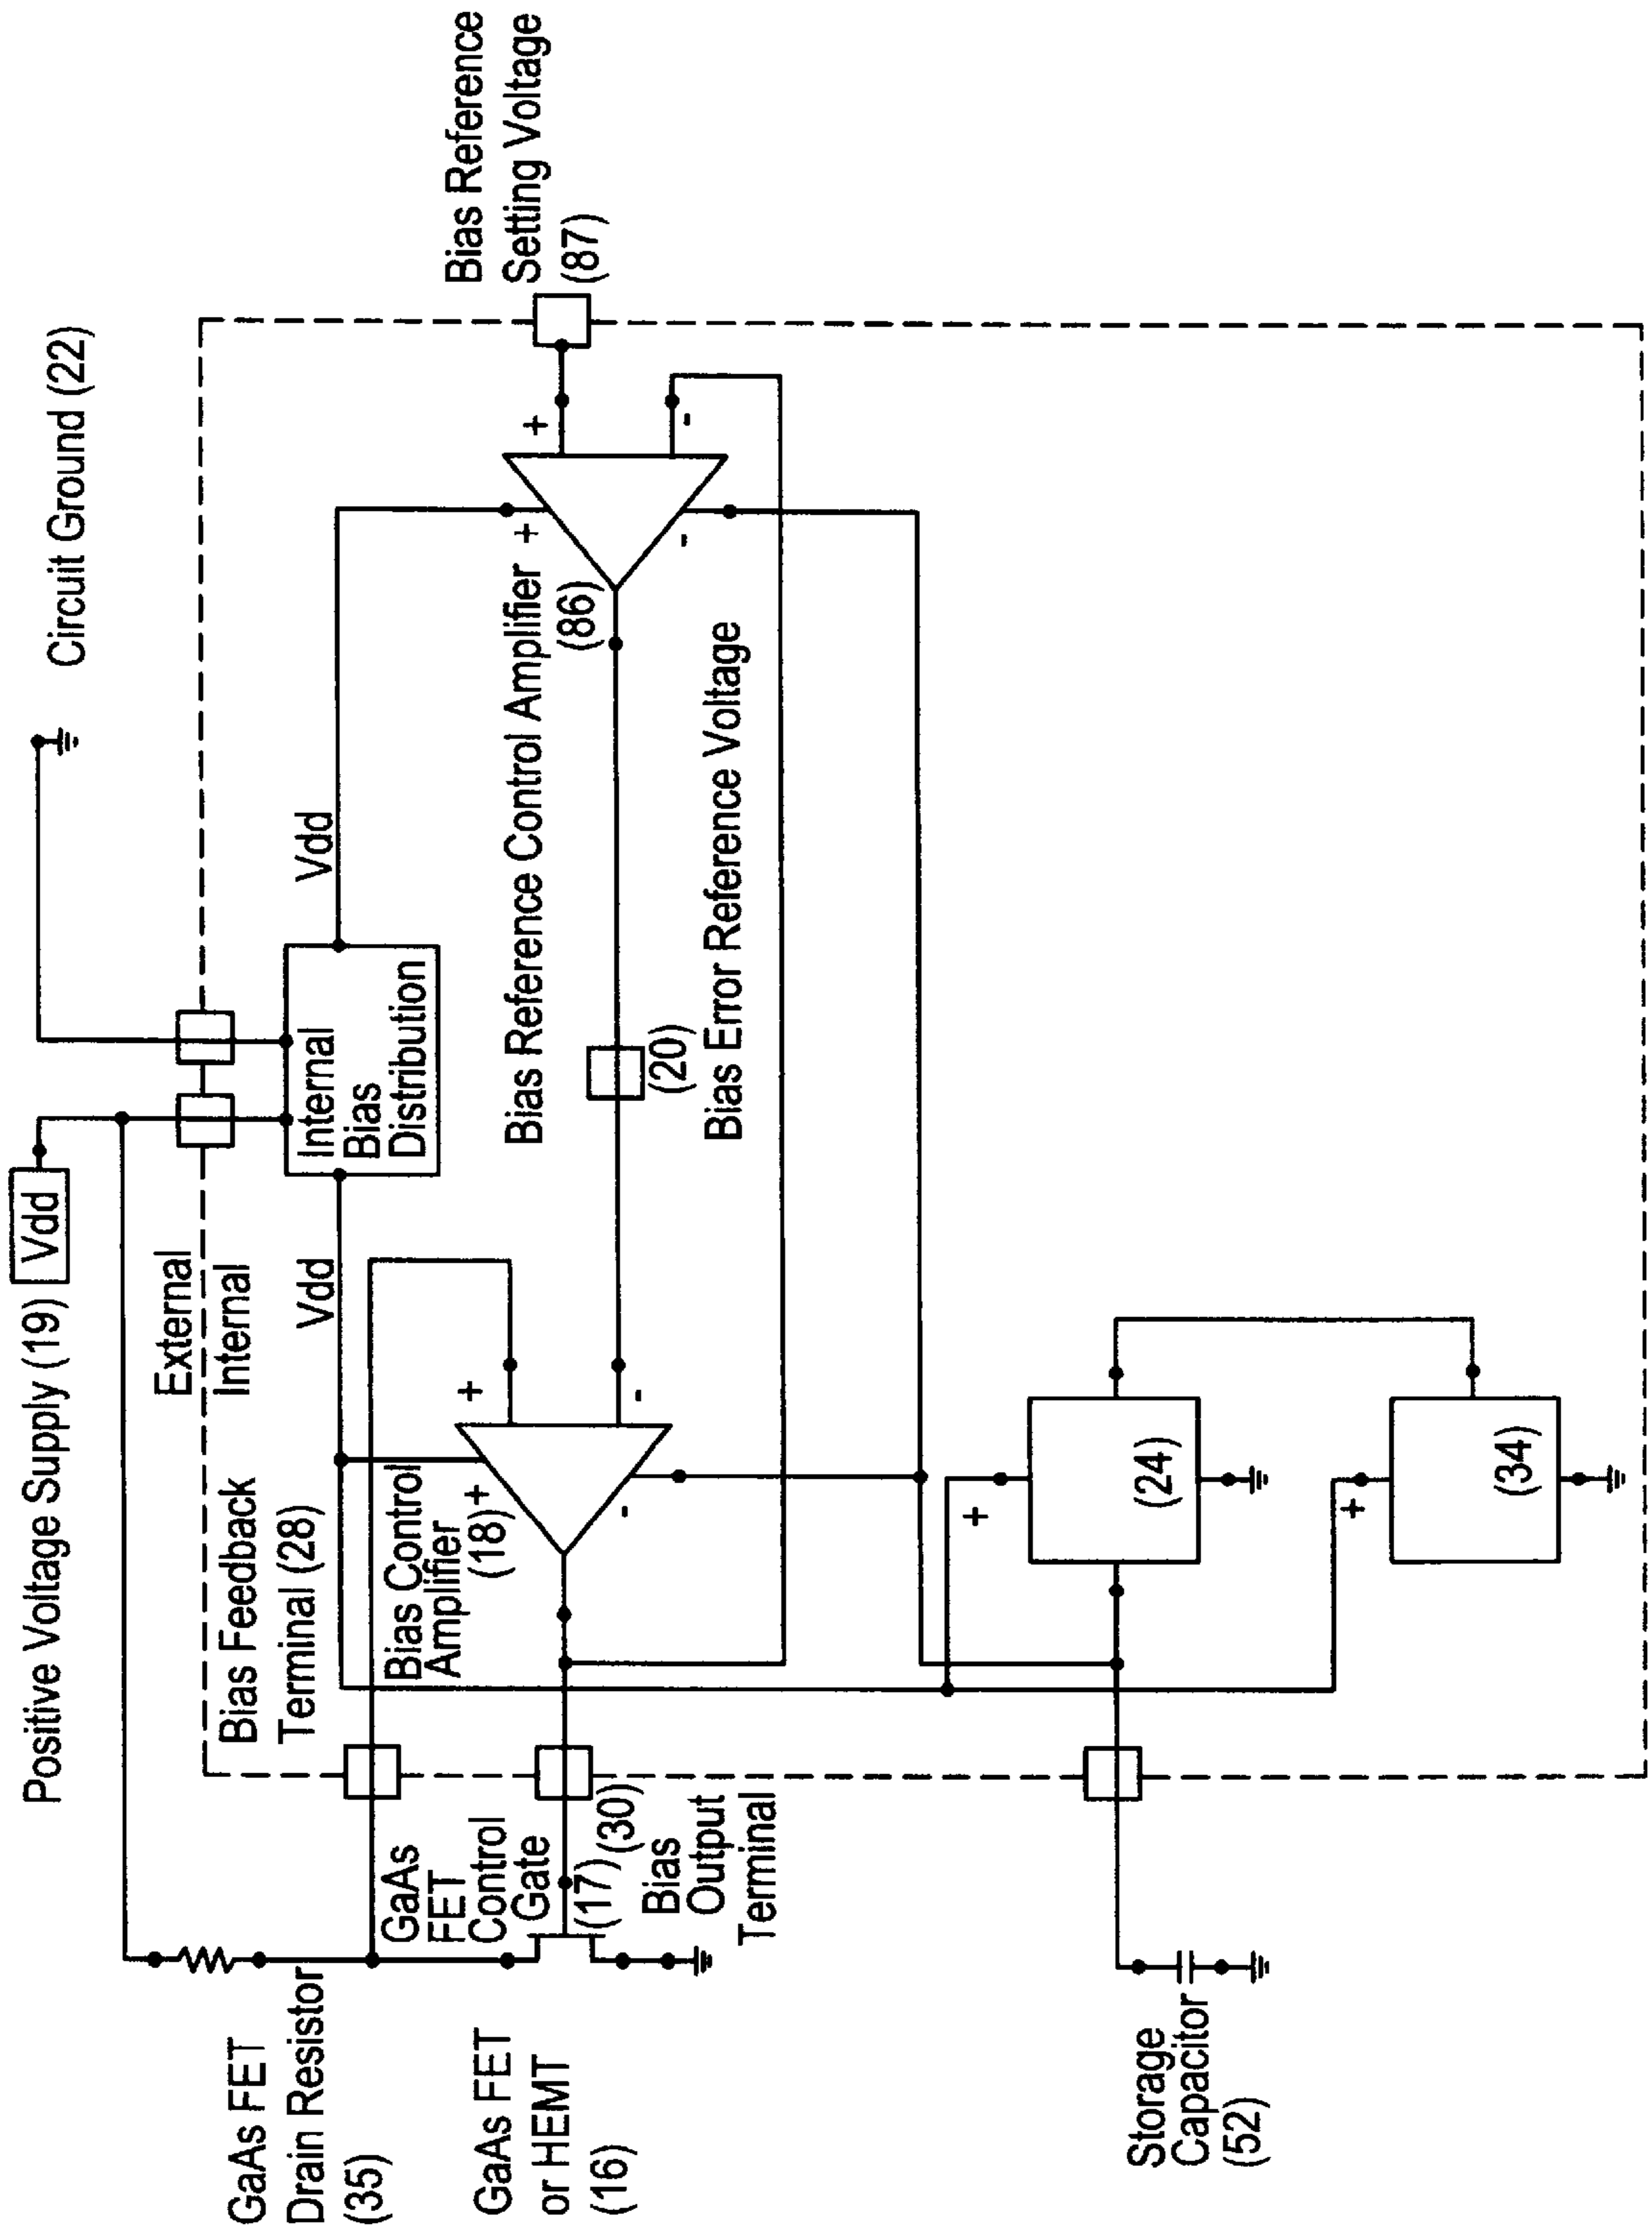 Positive Voltage Supply (19)
Vdd
Circuit Ground (22)
External
Internal
Bias Feedback
Terminal (28)
Vdd
Internal
Bias
Distribution
Vdd
GaAs FET
Drain Resistor
(35)
GaAs
FET
Control
Gate
(17)
(30)
Bias
Output
Terminal
Bias Control
Amplifier
(18)
+
+
-
-
GaAs FET
or HEMT
(16)
Bias Reference Control Amplifier
(86)
+
+
-
-
Bias Reference
Setting Voltage
(87)
(20)
Bias Error Reference Voltage
+
(24)
+
(34)
Storage
Capacitor
(52)